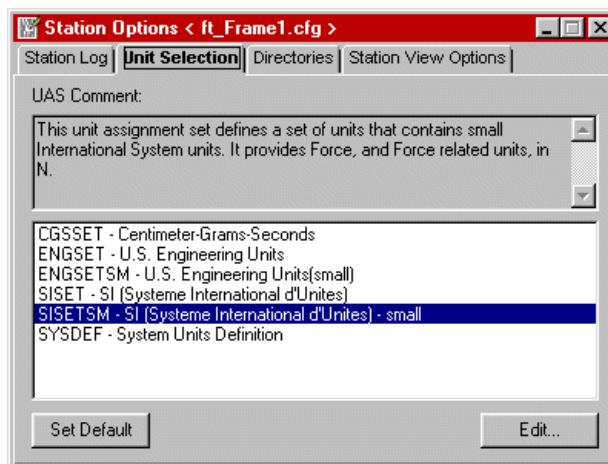 Station Options < ft_Frame1.cfg >
Station Log
Unit Selection
Directories
Station View Options
UAS Comment:
This unit assignment set defines a set of units that contains small
International System units. It provides Force, and Force related units, in
N.
CGSSET - Centimeter-Grams-Seconds
ENGSET - U.S. Engineering Units
ENGSETSM - U.S. Engineering Units(small)
SISET - SI (Systeme International d'Unites)
SISETSM - SI (Systeme International d'Unites) - small
SYSDEF - System Units Definition
Set Default
Edit...